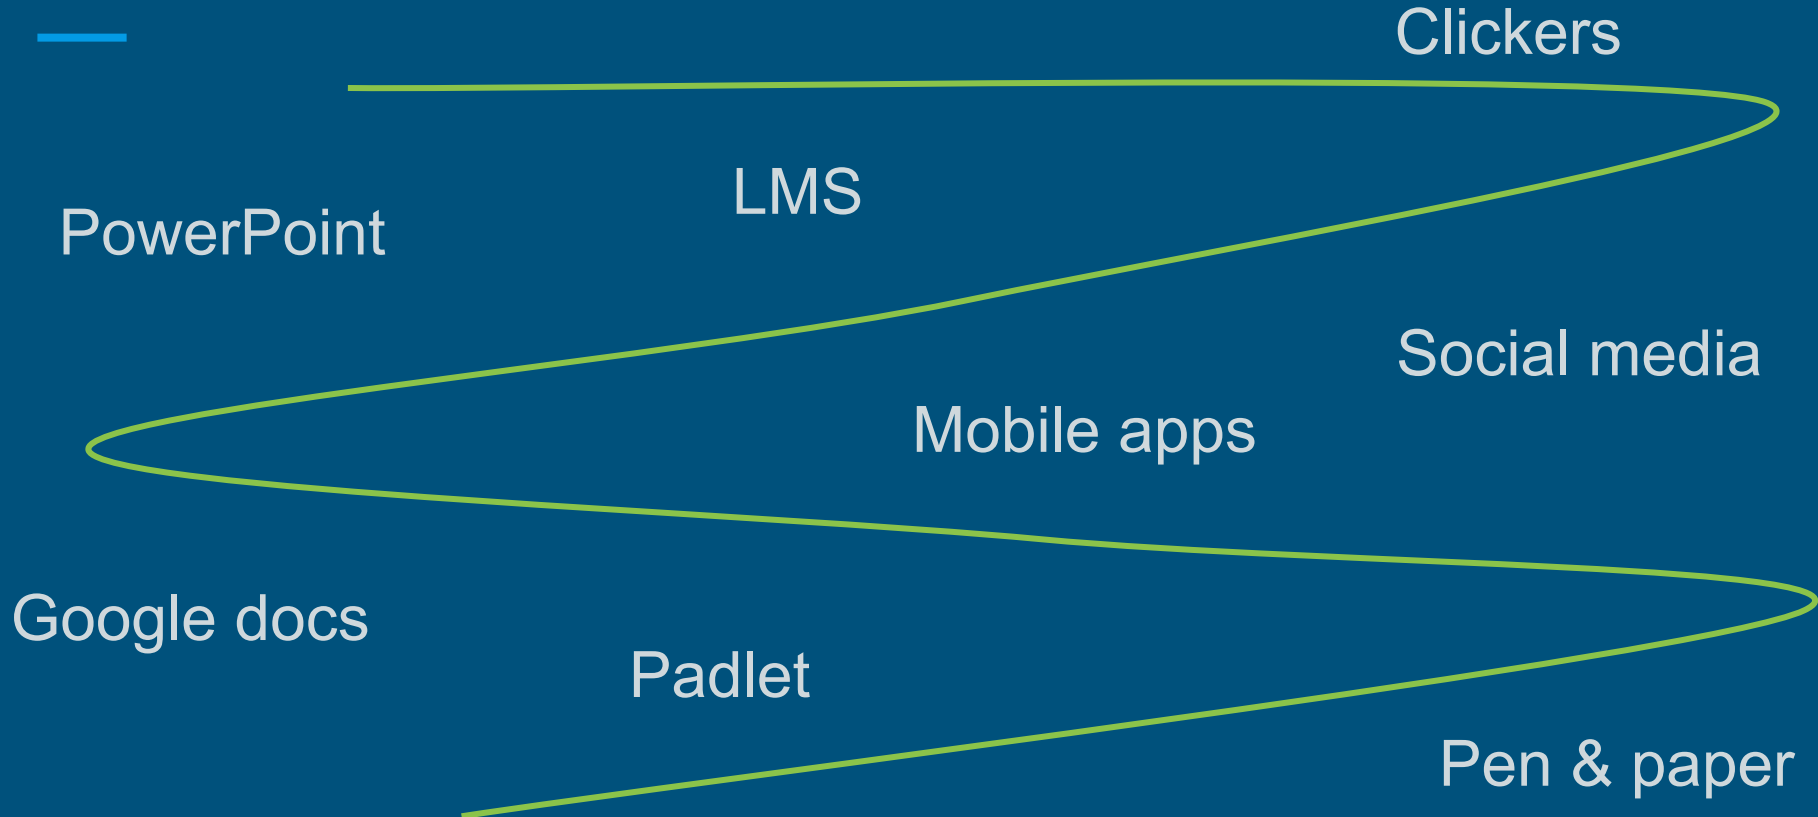 Clickers
LMS
PowerPoint
Social media
Mobile apps
Google docs
Padlet
Pen & paper